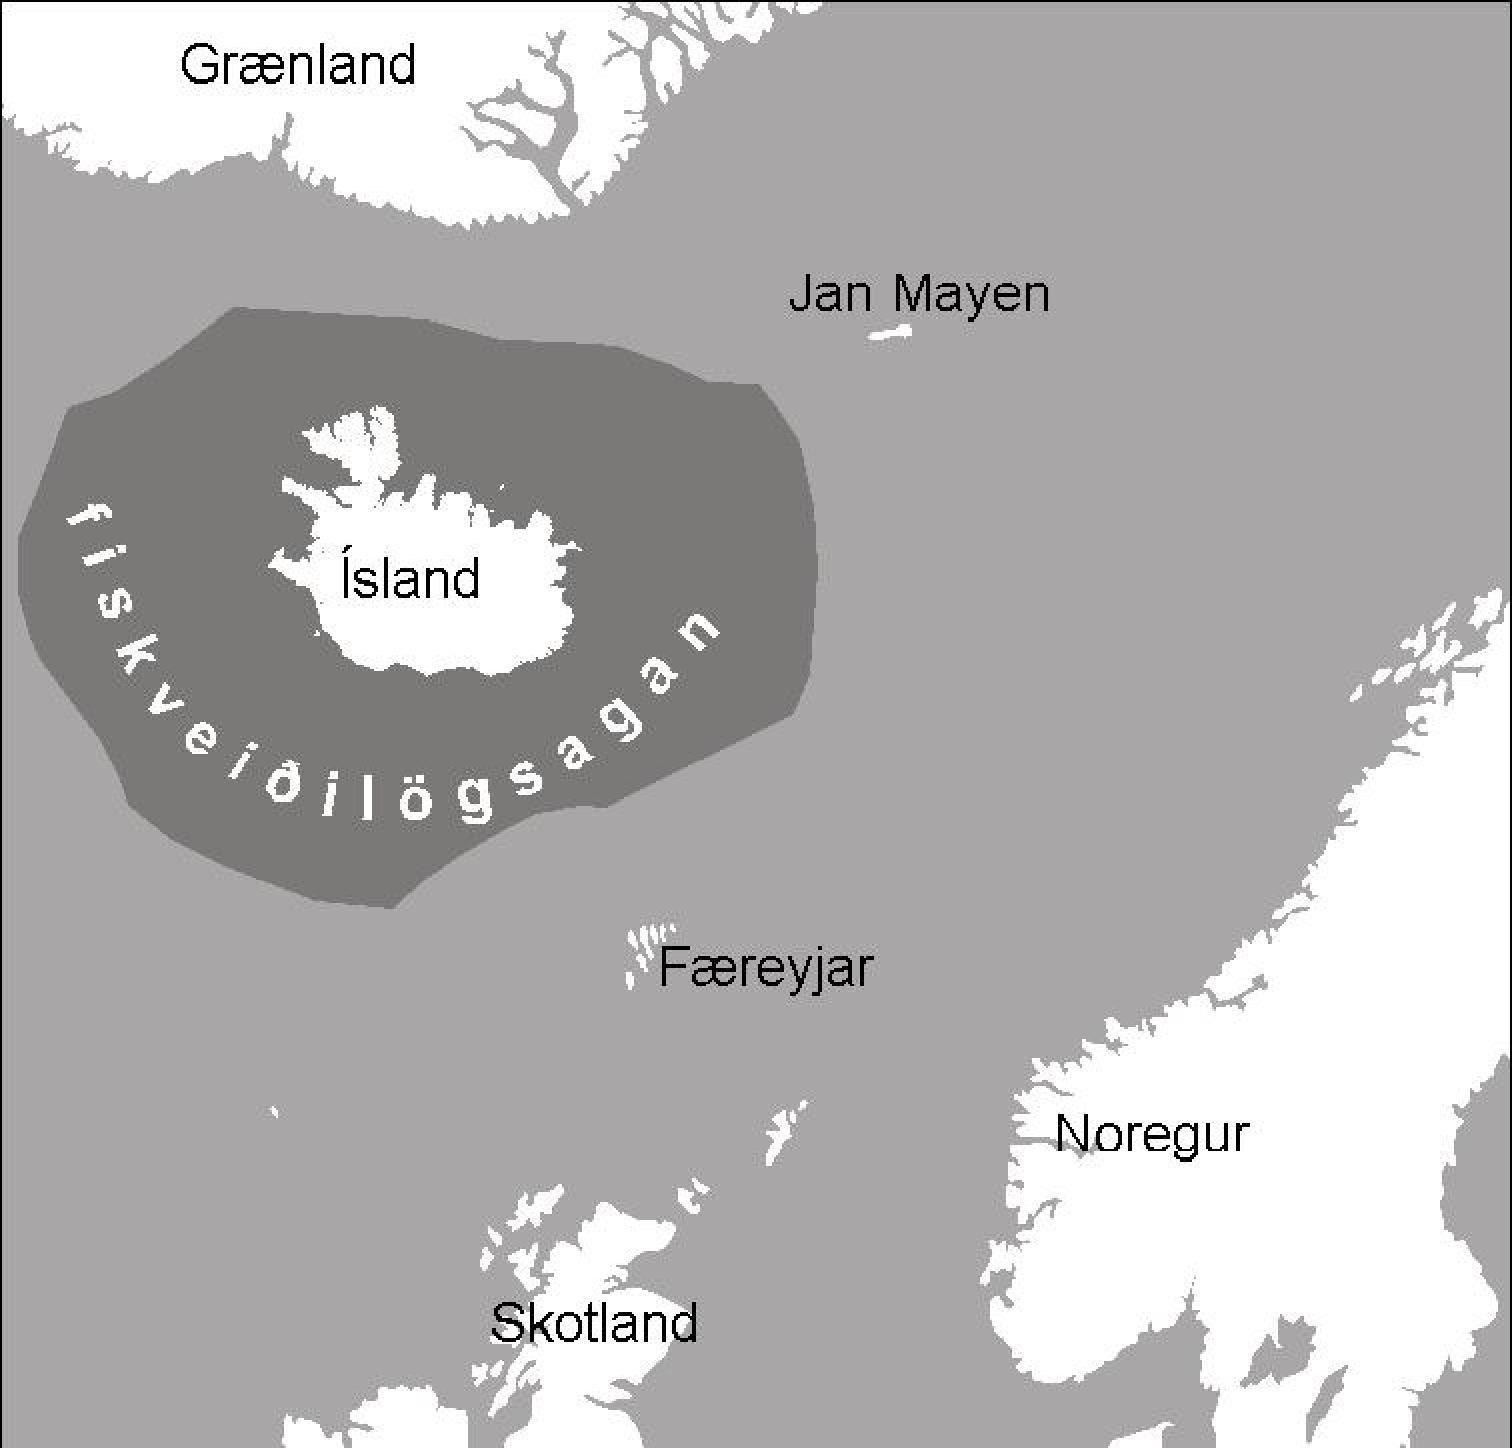 Grænland
Jan Mayen
Ísland
fiskveiðilögsagan
Færeyjar
Noregur
Skotland